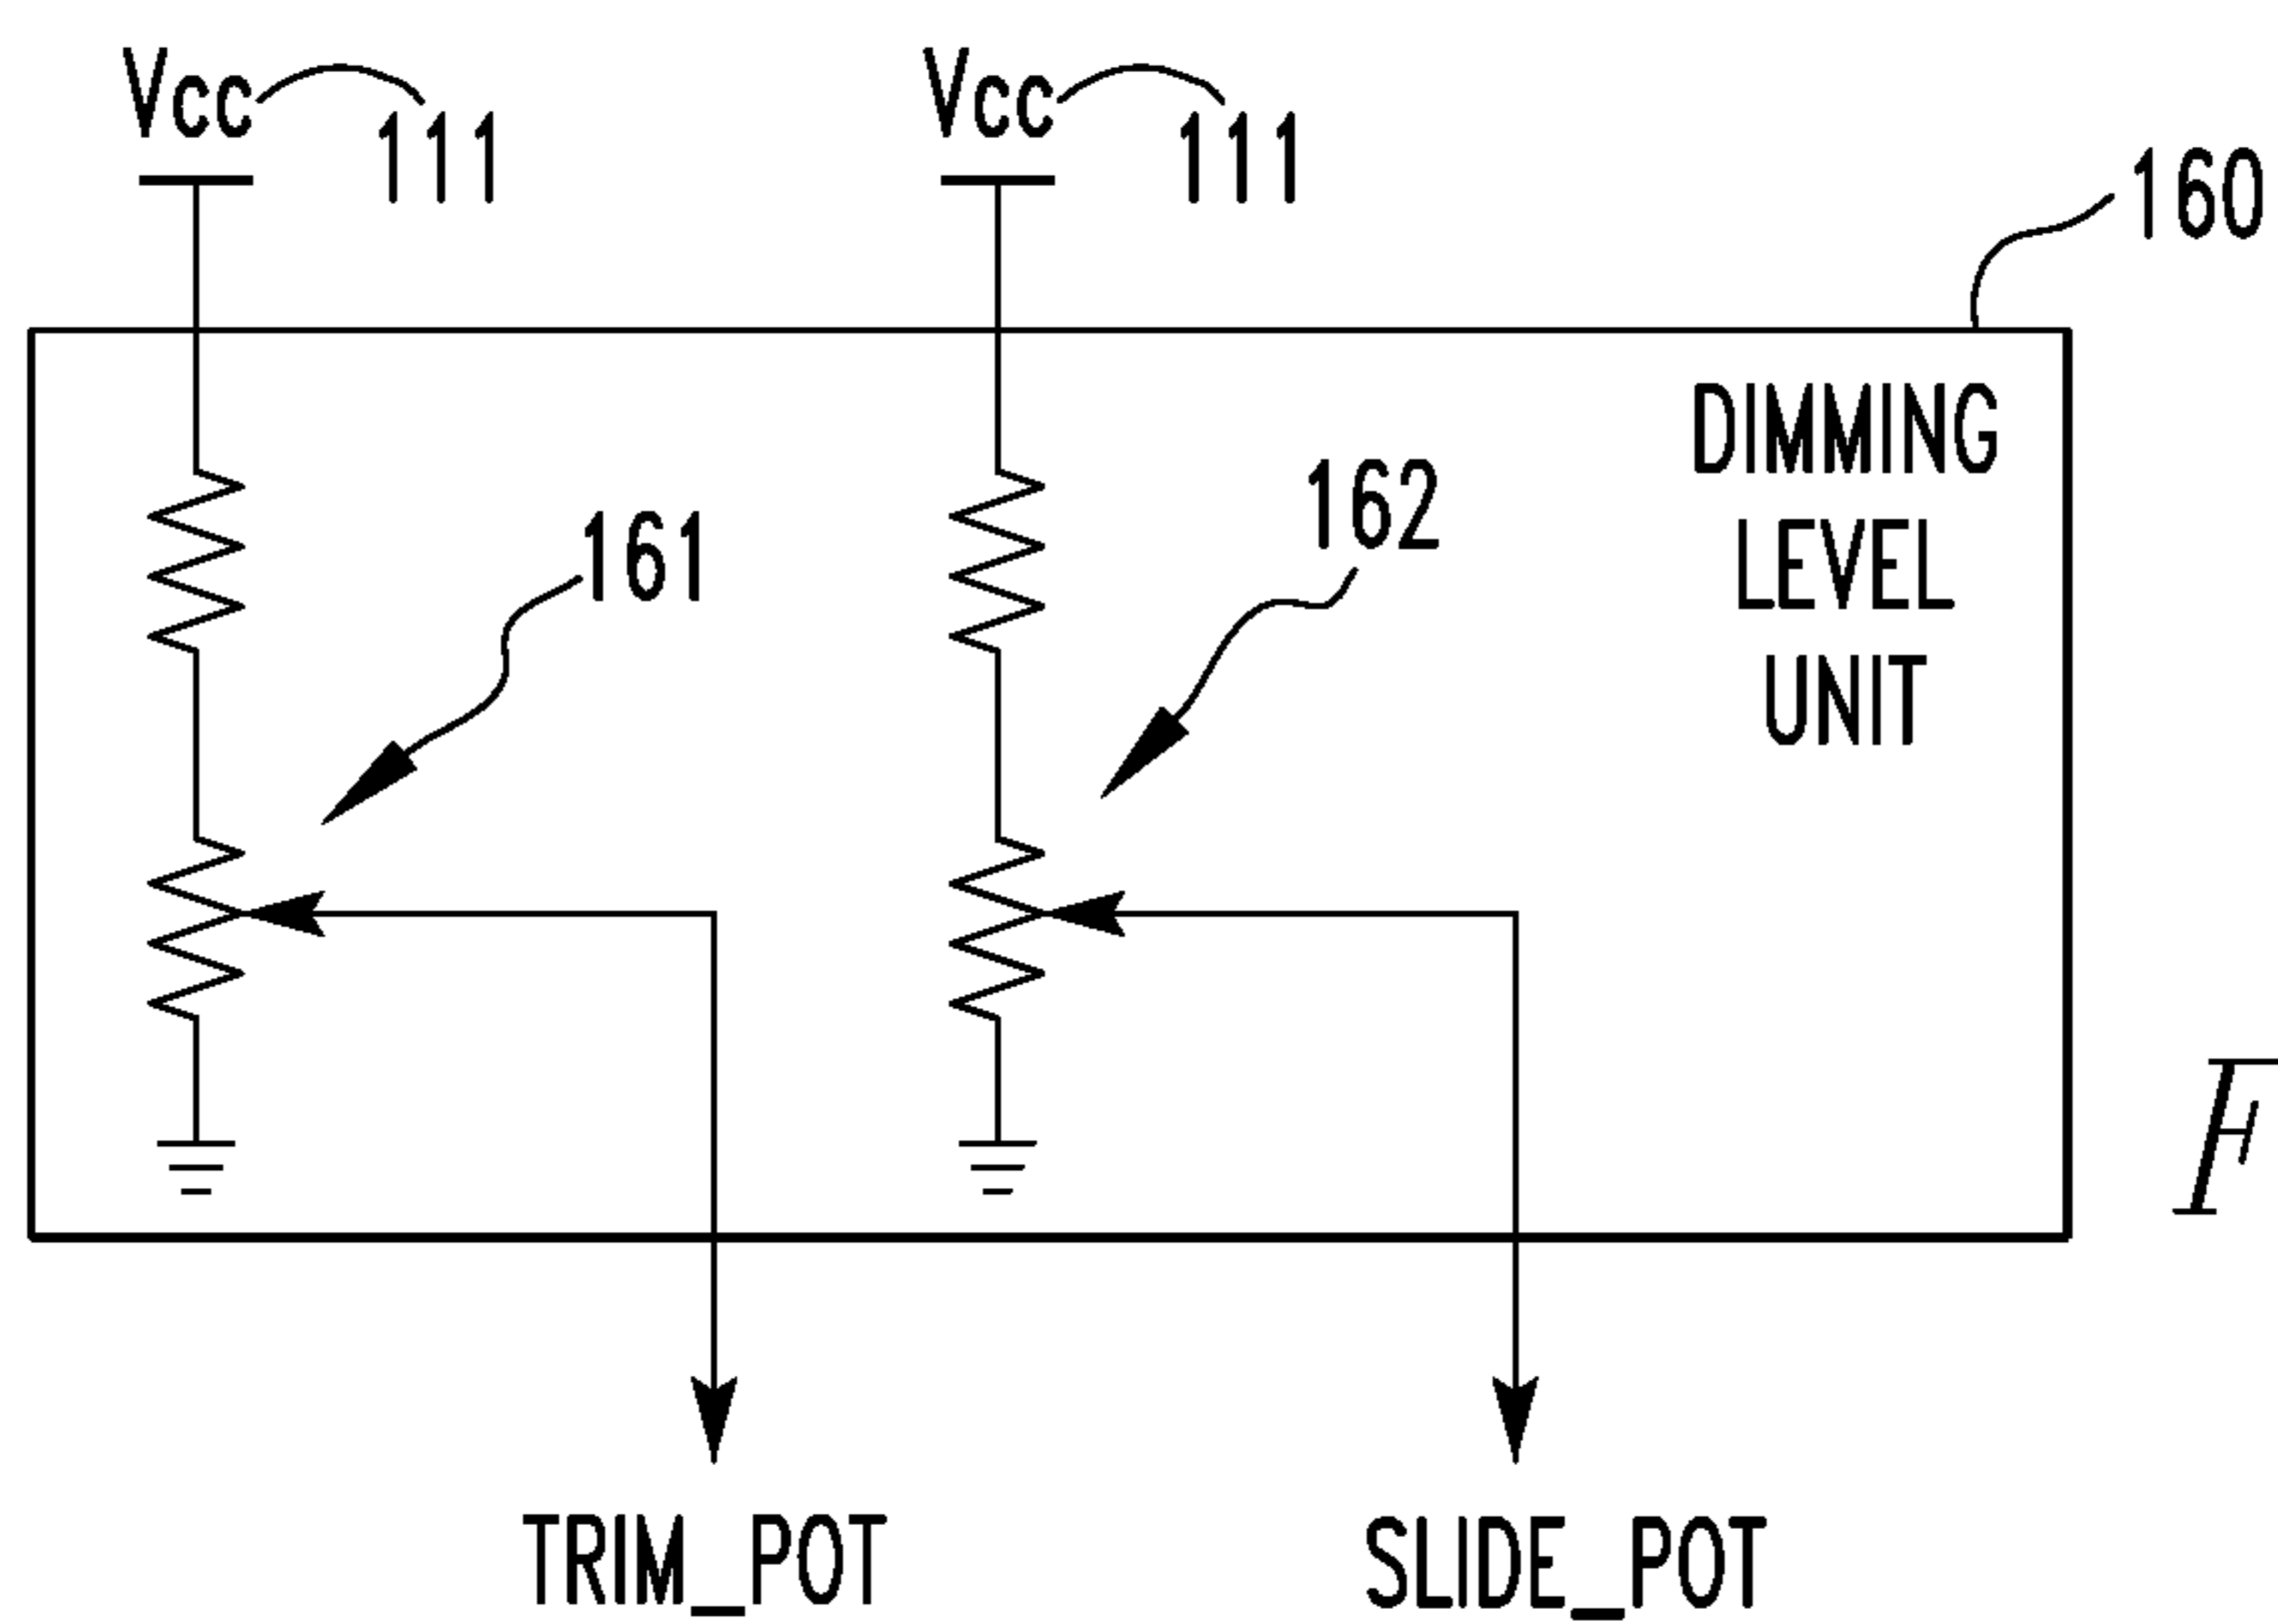 Vcc 111 Vcc 111
160
DIMMING
LEVEL
UNIT
162
161
F
TRIM_POT SLIDE_POT